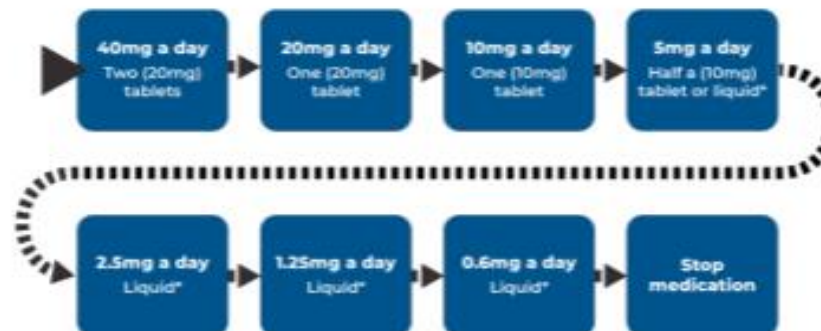 40mg a day
Two (20mg)
tablets
20mg a day
One (20mg)
tablet
10mg a day
One (10mg)
tablet
5mg a day
Half a (10mg)
tablet or liquid*
2.5mg a day
Liquid*
1.25mg a day
Liquid*
0.6mg a day
Liquid*
Stop
medication